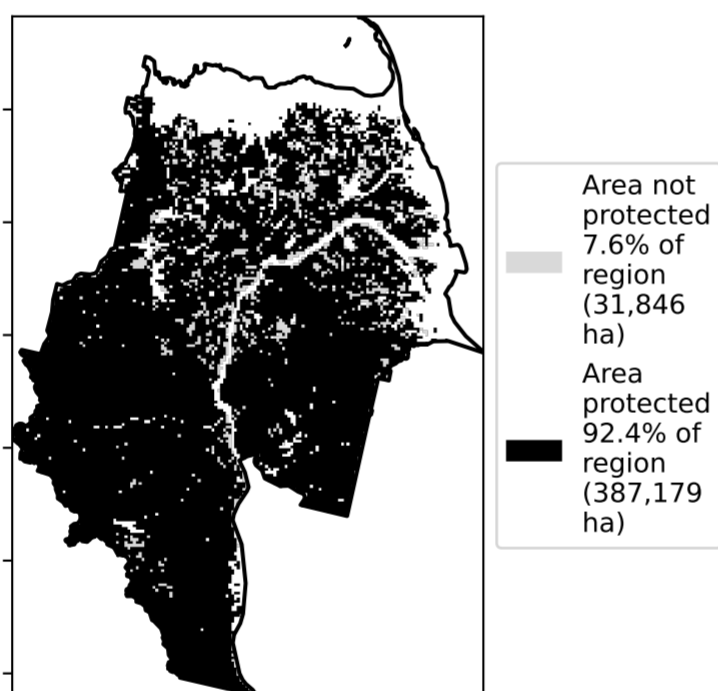 Area not
protected
7.6% of
region
(31,846
ha)
Area
protected
92.4% of
region
(387,179
ha)